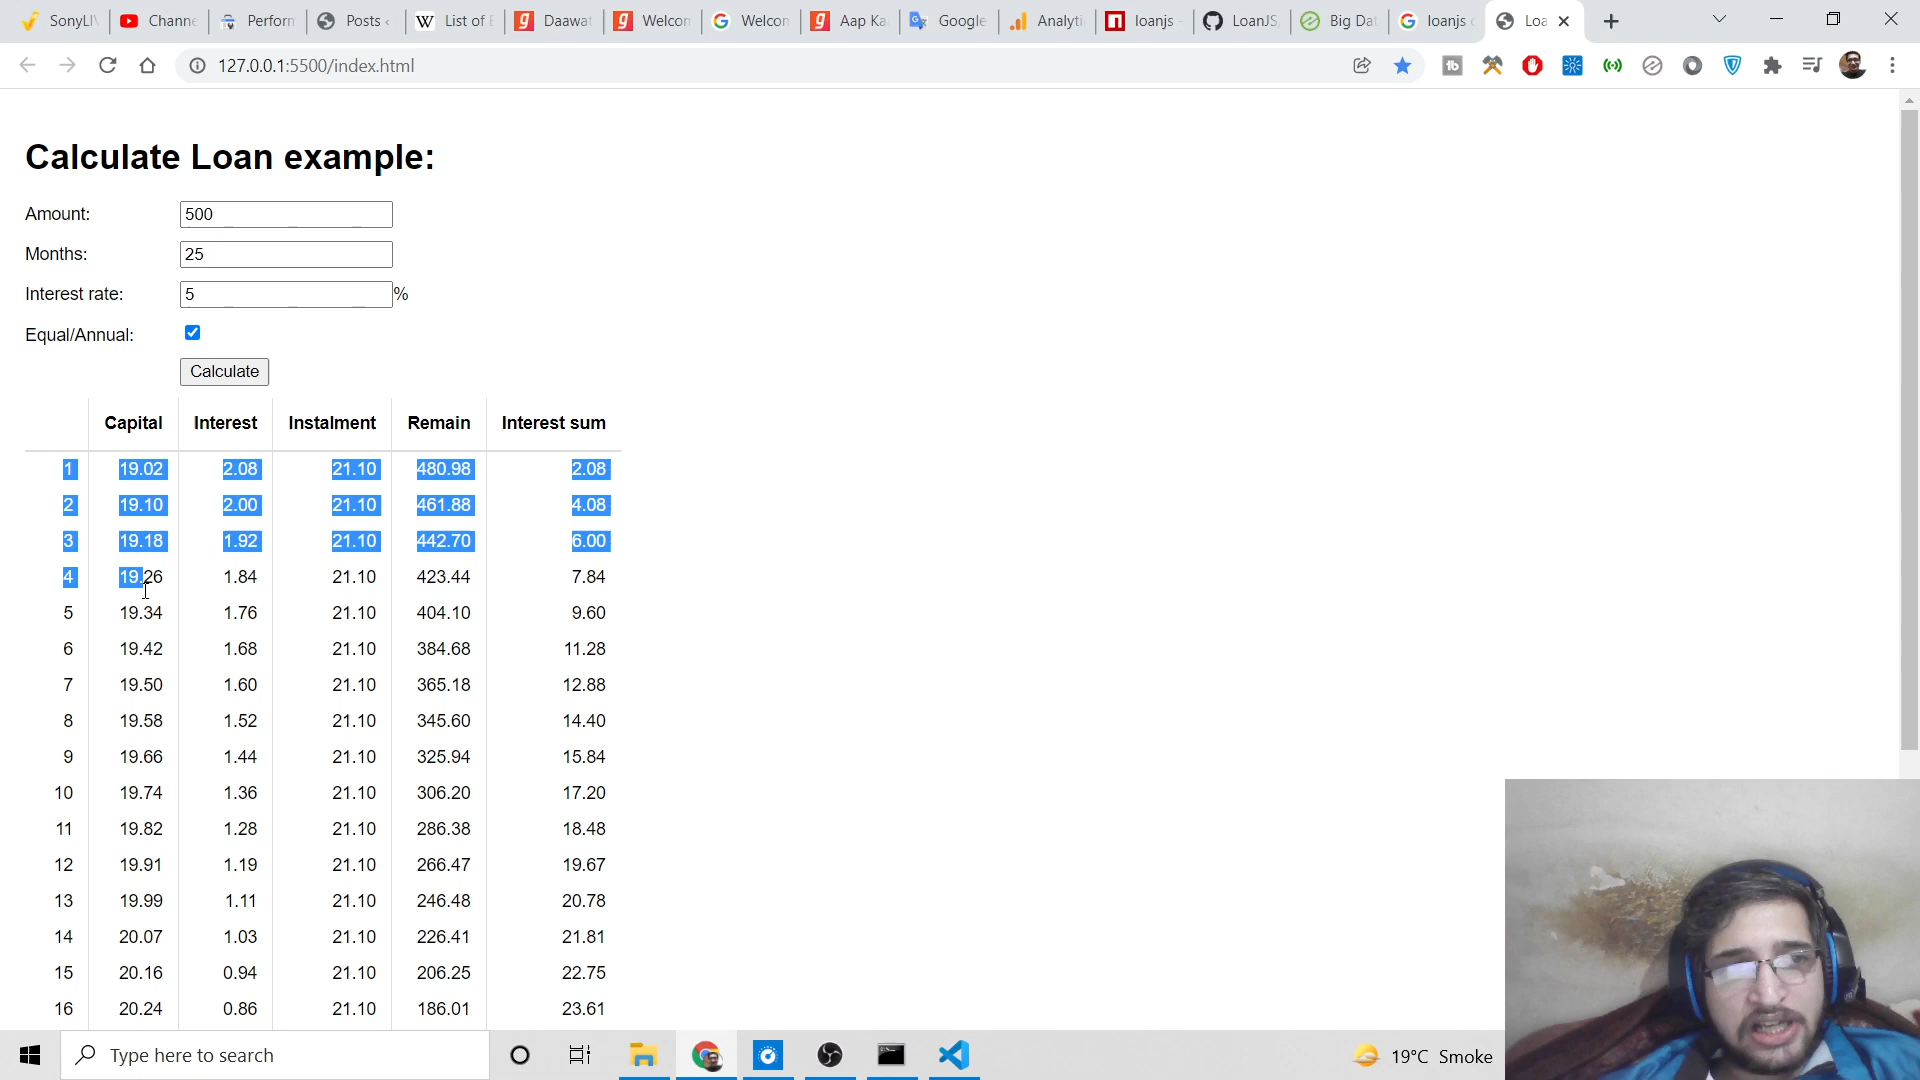 SonyLI
Channe
Perform
Posts
List of E
Daawat
Welcom
Welcom
Aap Ka
Google
Analyti
loanjs -
LoanJS
Big Dat
loanjs c
Loa
127.0.0.1:5500/index.html
Calculate Loan example:
Amount: 500
Months: 25
Interest rate: 5 %
Equal/Annual:
Calculate
Capital Interest Instalment Remain Interest sum
1 19.02 2.08 21.10 480.98 2.08
2 19.10 2.00 21.10 461.88 4.08
3 19.18 1.92 21.10 442.70 6.00
4 19.26 1.84 21.10 423.44 7.84
5 19.34 1.76 21.10 404.10 9.60
6 19.42 1.68 21.10 384.68 11.28
7 19.50 1.60 21.10 365.18 12.88
8 19.58 1.52 21.10 345.60 14.40
9 19.66 1.44 21.10 325.94 15.84
10 19.74 1.36 21.10 306.20 17.20
11 19.82 1.28 21.10 286.38 18.48
12 19.91 1.19 21.10 266.47 19.67
13 19.99 1.11 21.10 246.48 20.78
14 20.07 1.03 21.10 226.41 21.81
15 20.16 0.94 21.10 206.25 22.75
16 20.24 0.86 21.10 186.01 23.61
Type here to search
19°C Smoke